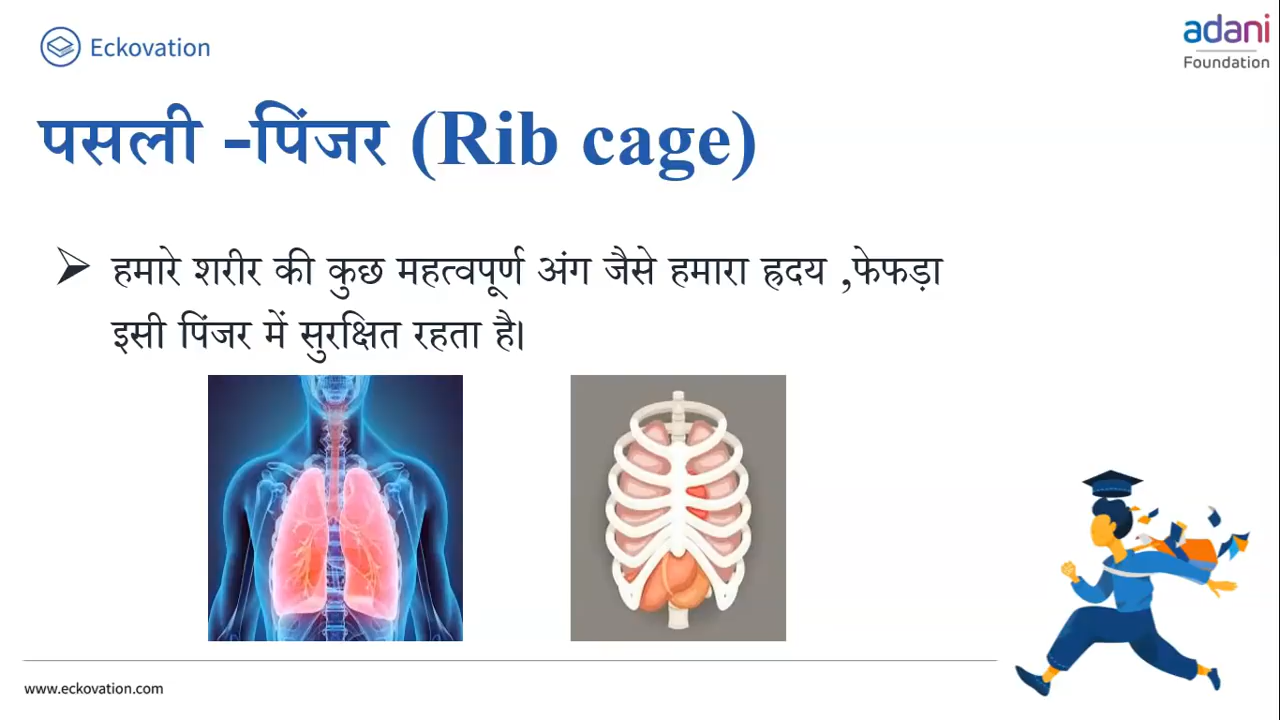 Eckovation
adani
Foundation
पसली -पिंजर (Rib cage)
हमारे शरीर की कुछ महत्वपूर्ण अंग जैसे हमारा ह्रदय ,फेफड़ा
इसी पिंजर में सुरक्षित रहता है।
www.eckovation.com